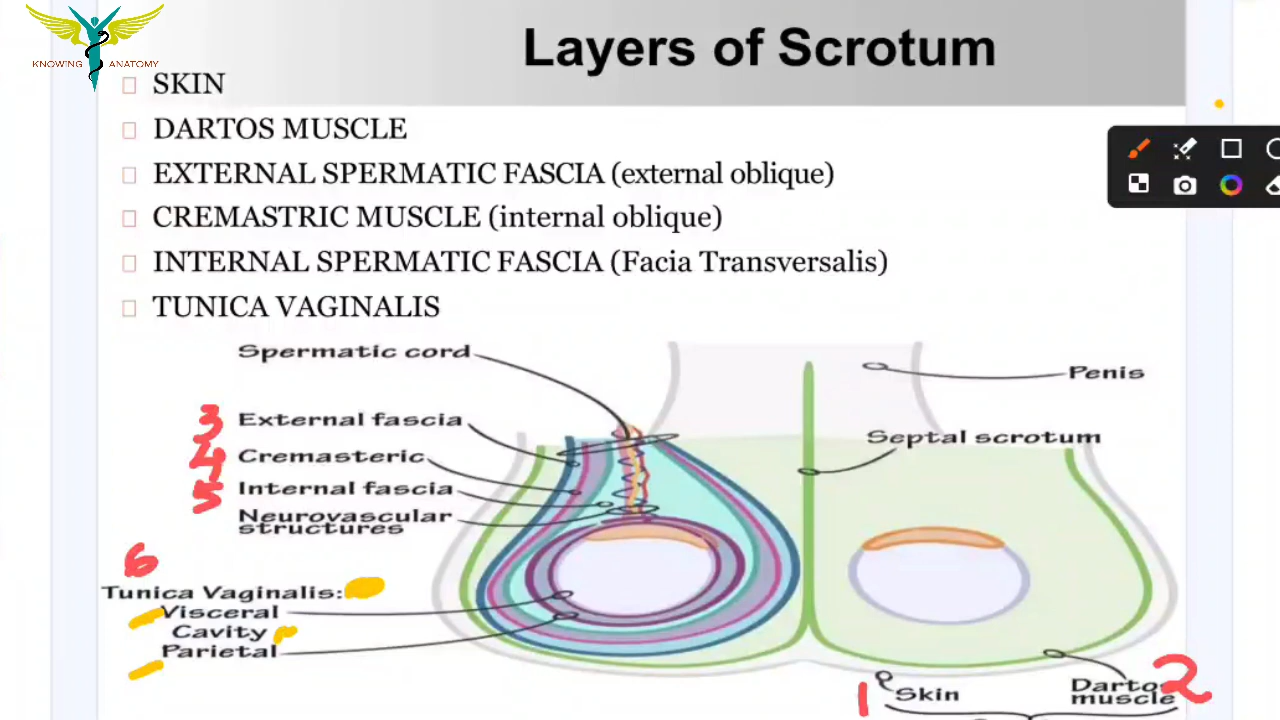 KNOWING ANATOMY
Layers of Scrotum
SKIN
DARTOS MUSCLE
EXTERNAL SPERMATIC FASCIA (external oblique)
CREMASTRIC MUSCLE (internal oblique)
INTERNAL SPERMATIC FASCIA (Facia Transversalis)
TUNICA VAGINALIS
Spermatic cord
Penis
3 External fascia
Septal scrotum
4 Cremasteric
5 Internal fascia
Neurovascular
structures
6
Tunica Vaginalis:
Visceral
Cavity
Parietal
1 Skin
Darto 2
muscle